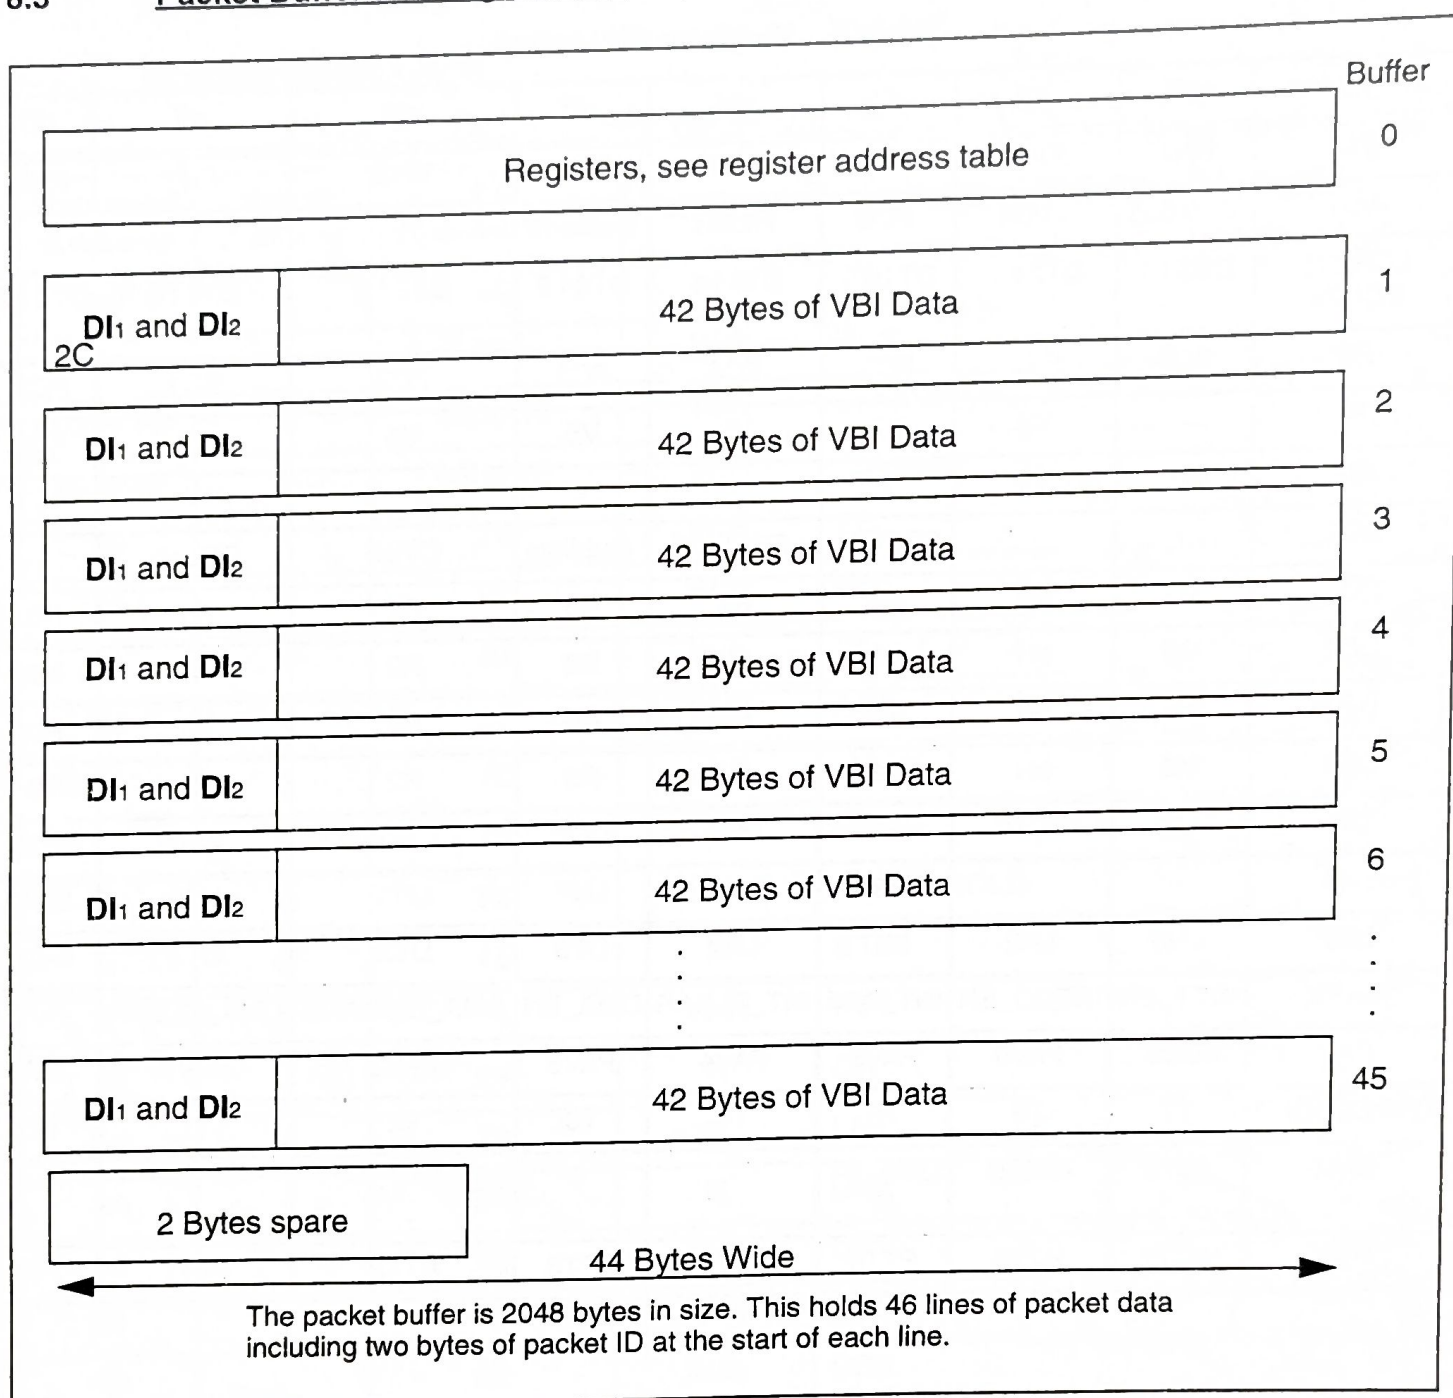 Packet
Buffer
0
Registers, see register address table
1
DI1 and DI2
42 Bytes of VBI Data
2C
2
DI1 and DI2
42 Bytes of VBI Data
3
DI1 and DI2
42 Bytes of VBI Data
4
DI1 and DI2
42 Bytes of VBI Data
5
DI1 and DI2
42 Bytes of VBI Data
6
DI1 and DI2
42 Bytes of VBI Data
45
DI1 and DI2
42 Bytes of VBI Data
2 Bytes spare
44 Bytes Wide
The packet buffer is 2048 bytes in size. This holds 46 lines of packet data
including two bytes of packet ID at the start of each line.